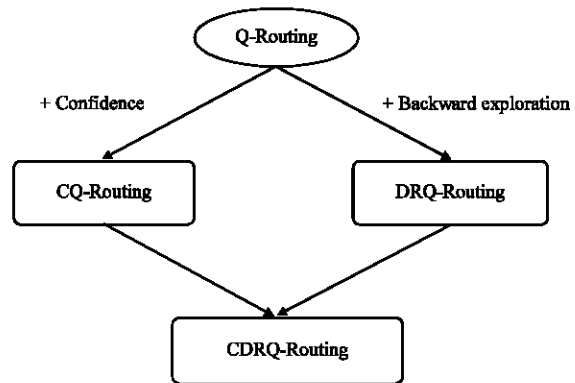 Q-Routing
+ Confidence
+ Backward exploration
CQ-Routing
DRQ-Routing
CDRQ-Routing